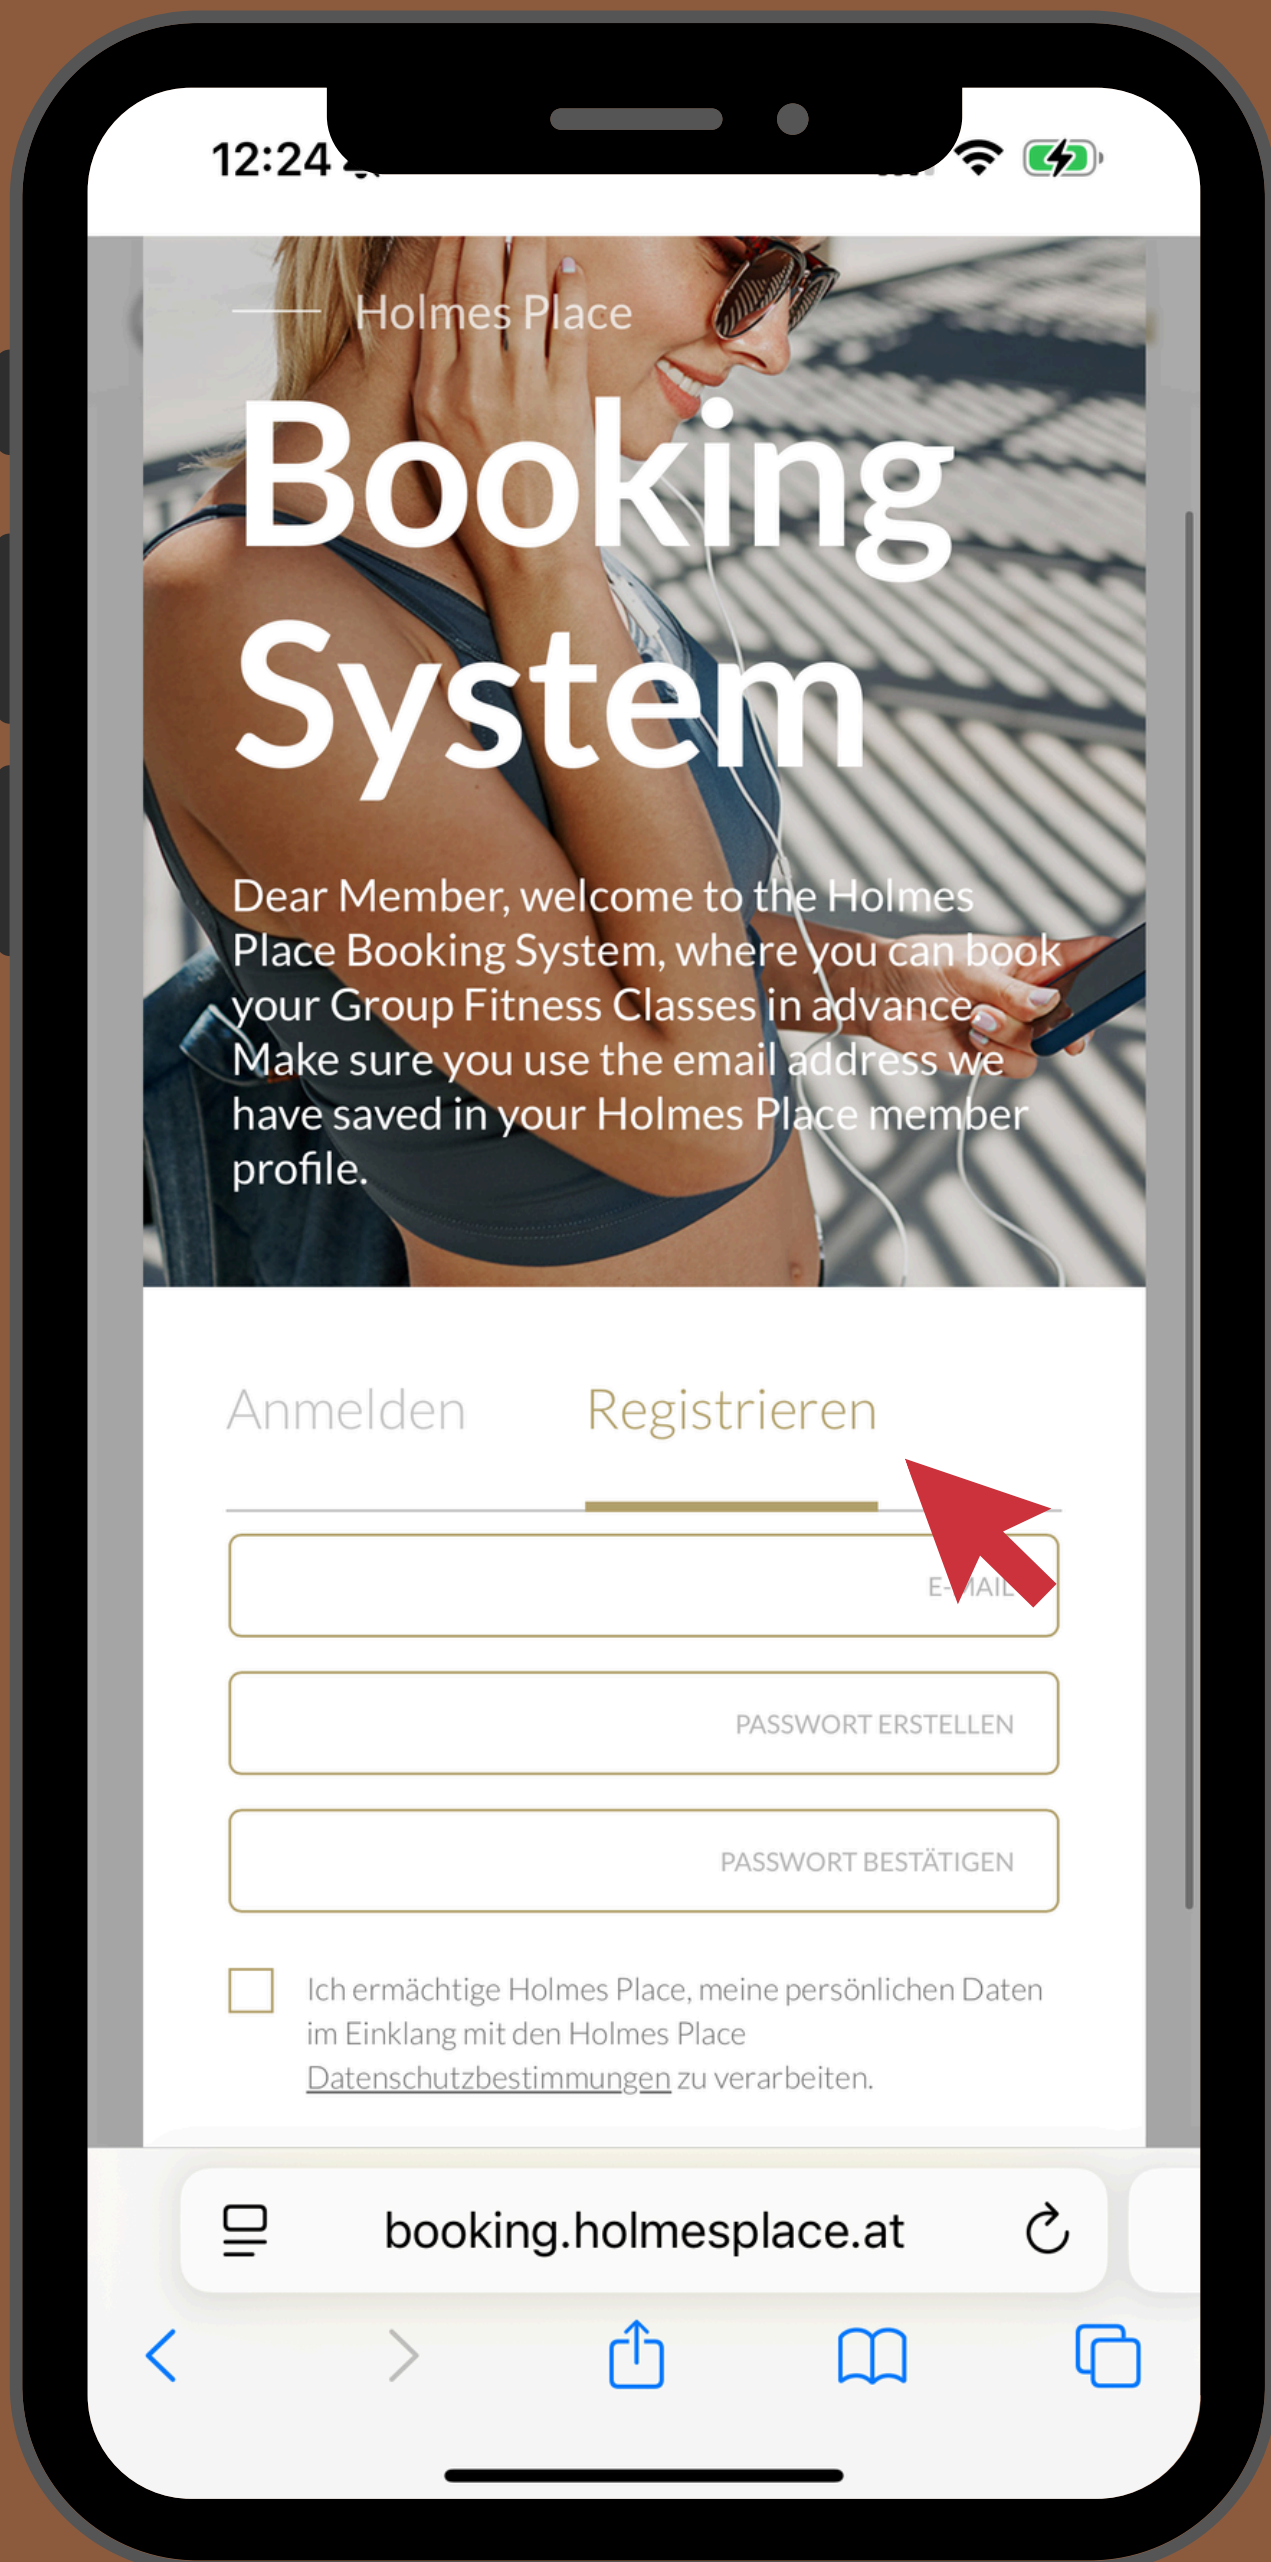 12:24
Holmes Place
Booking
System
Dear Member, welcome to the Holmes
Place Booking System, where you can book
your Group Fitness Classes in advance.
Make sure you use the email address we
have saved in your Holmes Place member
profile.
Anmelden Registrieren
E-MAIL
PASSWORT ERSTELLEN
PASSWORT BESTÄTIGEN
Ich ermächtige Holmes Place, meine persönlichen Daten
im Einklang mit den Holmes Place
Datenschutzbestimmungen zu verarbeiten.
booking.holmesplace.at